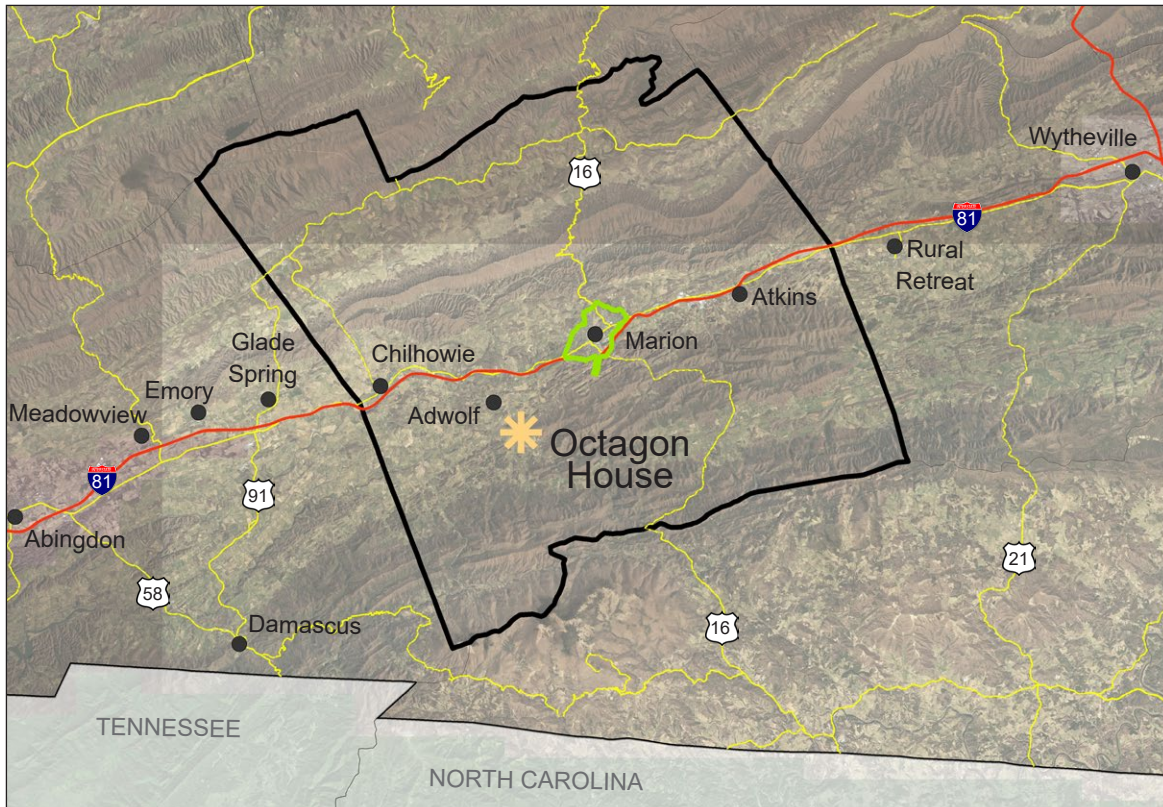 Wytheville
16
81
Rural
Retreat
Atkins
Marion
Glade
Spring
Chilhowie
Emory
Adwolf
Meadowview
Octagon
House
81
91
Abingdon
21
58
Damascus
16
TENNESSEE
NORTH CAROLINA